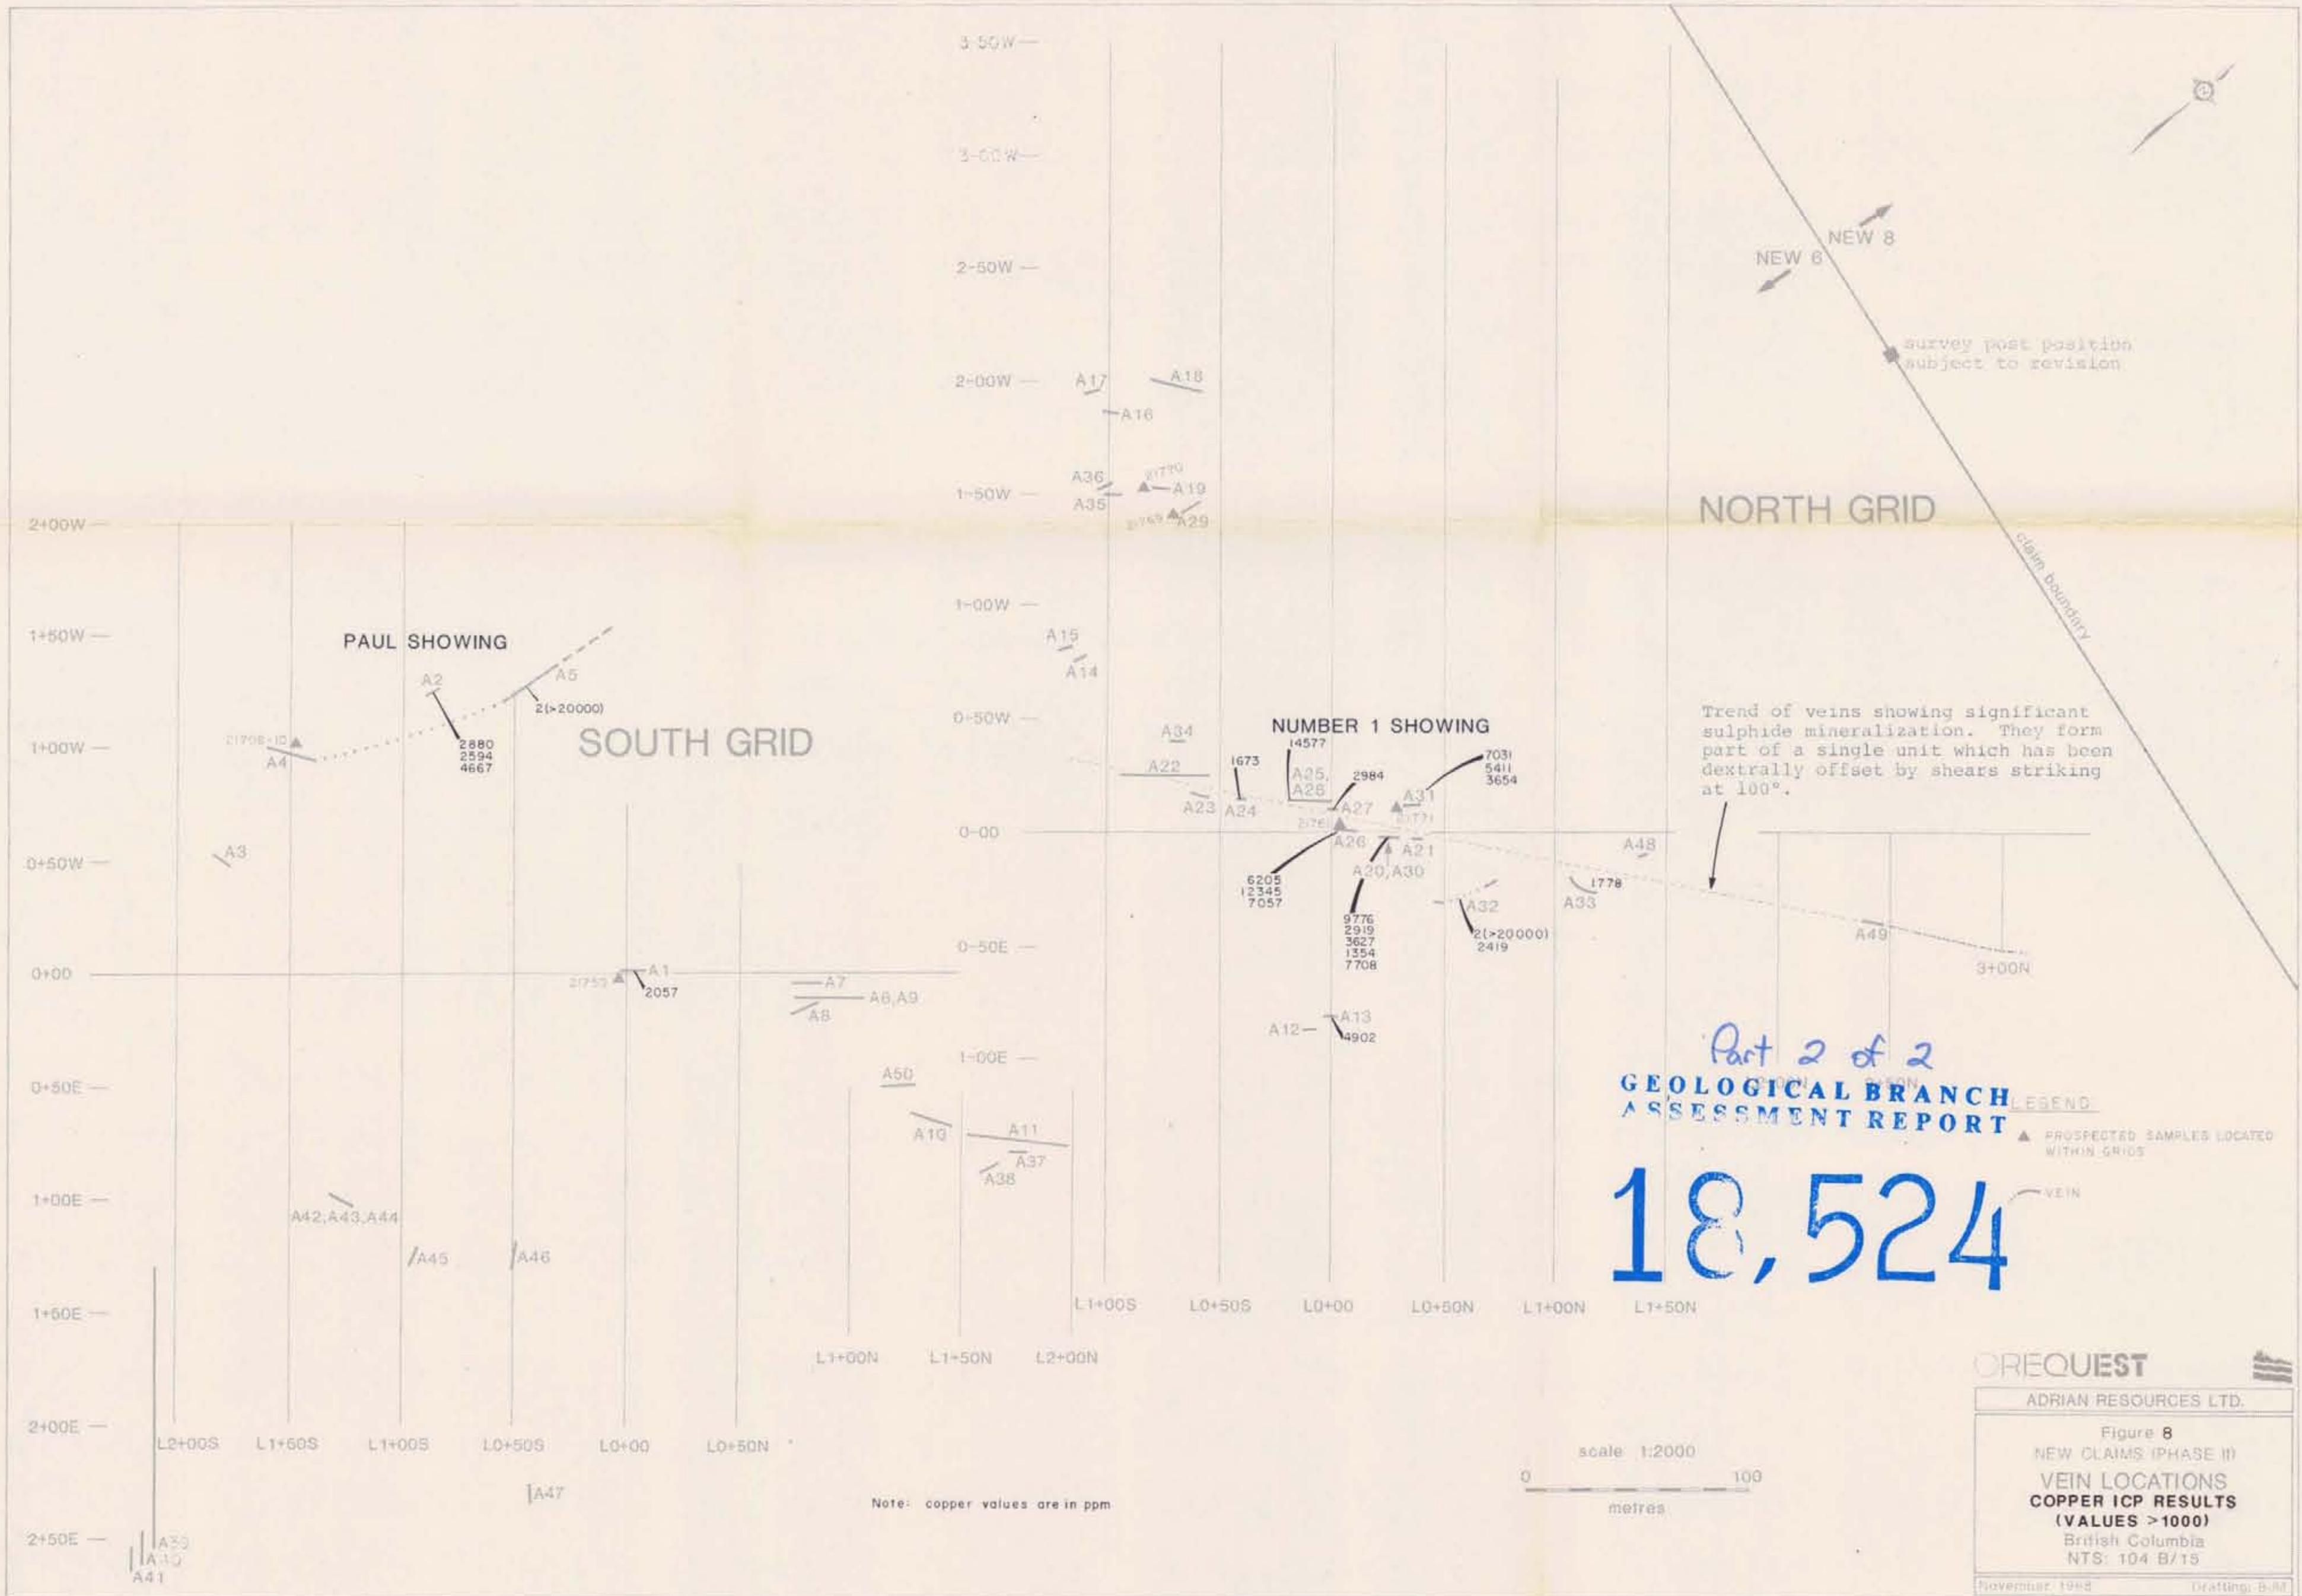 3-50W
3-00W
2-50W
2-00W
1-50W
1-00W
0-50W
0-00
0-50E
1-00E
NEW 8
NEW 6
survey post position
subject to revision
NORTH GRID
claim boundary
A17
A18
A16
A36
A35
21770
A19
A29
A15
A14
A34
A22
A23
A24
1673
NUMBER 1 SHOWING
14577
A25,
A28
2984
A27
A31
7031
5411
3654
A26
A21
A20,A30
6205
12345
7057
9776
2919
3627
1354
7708
A32
2(>20000)
2419
A33
1778
A48
A49
3+00N
A12
A13
4902
Trend of veins showing significant
sulphide mineralization. They form
part of a single unit which has been
dextrally offset by shears striking
at 100°.
L1+00S
L0+50S
L0+00
L0+50N
L1+00N
L1+50N
2+00W
1+50W
1+00W
0+50W
0+00
0+50E
1+00E
1+50E
2+00E
2+50E
PAUL SHOWING
A2
A5
2(>20000)
2880
2594
4667
SOUTH GRID
A4
A3
A1
2057
A7
A6,A9
A8
A50
A10
A11
A37
A38
A42,A43,A44
A45
A46
A47
A39
A40
A41
L2+00S
L1+50S
L1+00S
L0+50S
L0+00
L0+50N
L1+00N
L1+50N
L2+00N
Note: copper values are in ppm
scale 1:2000
0
100
metres
Part 2 of 2
GEOLOGICAL BRANCH
ASSESSMENT REPORT
18,524
LEGEND
PROSPECTED SAMPLES LOCATED
WITHIN GRIDS
VEIN
OREQUEST
ADRIAN RESOURCES LTD.
Figure 8
NEW CLAIMS (PHASE II)
VEIN LOCATIONS
COPPER ICP RESULTS
(VALUES >1000)
British Columbia
NTS: 104 B/15
November 1988
Drafting: BJM